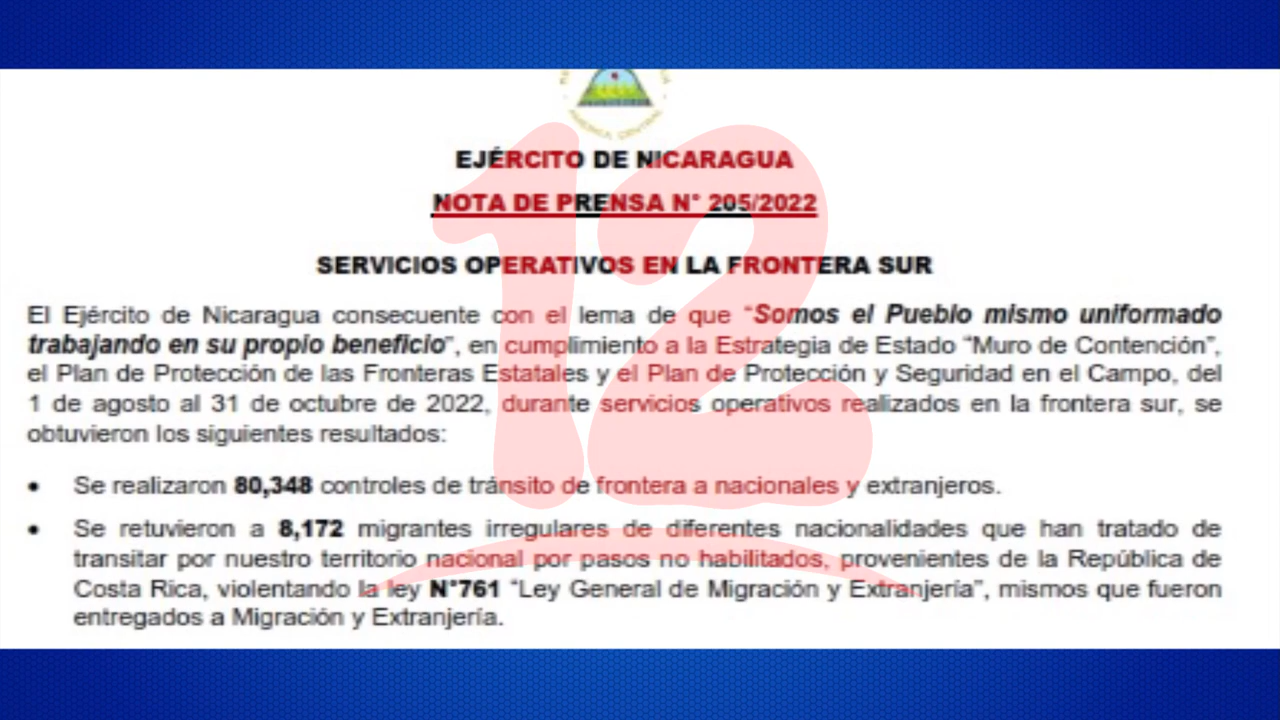 AMÉRICA CENTRAL
EJÉRCITO DE NICARAGUA
NOTA DE PRENSA N° 205/2022
SERVICIOS OPERATIVOS EN LA FRONTERA SUR
El Ejército de Nicaragua consecuente con el lema de que “Somos el Pueblo mismo uniformado
trabajando en su propio beneficio”, en cumplimiento a la Estrategia de Estado “Muro de Contención”,
el Plan de Protección de las Fronteras Estatales y el Plan de Protección y Seguridad en el Campo, del
1 de agosto al 31 de octubre de 2022, durante servicios operativos realizados en la frontera sur, se
obtuvieron los siguientes resultados:
• Se realizaron 80,348 controles de tránsito de frontera a nacionales y extranjeros.
• Se retuvieron a 8,172 migrantes irregulares de diferentes nacionalidades que han tratado de
transitar por nuestro territorio nacional por pasos no habilitados, provenientes de la República de
Costa Rica, violentando la ley N°761 “Ley General de Migración y Extranjería”, mismos que fueron
entregados a Migración y Extranjería.
12